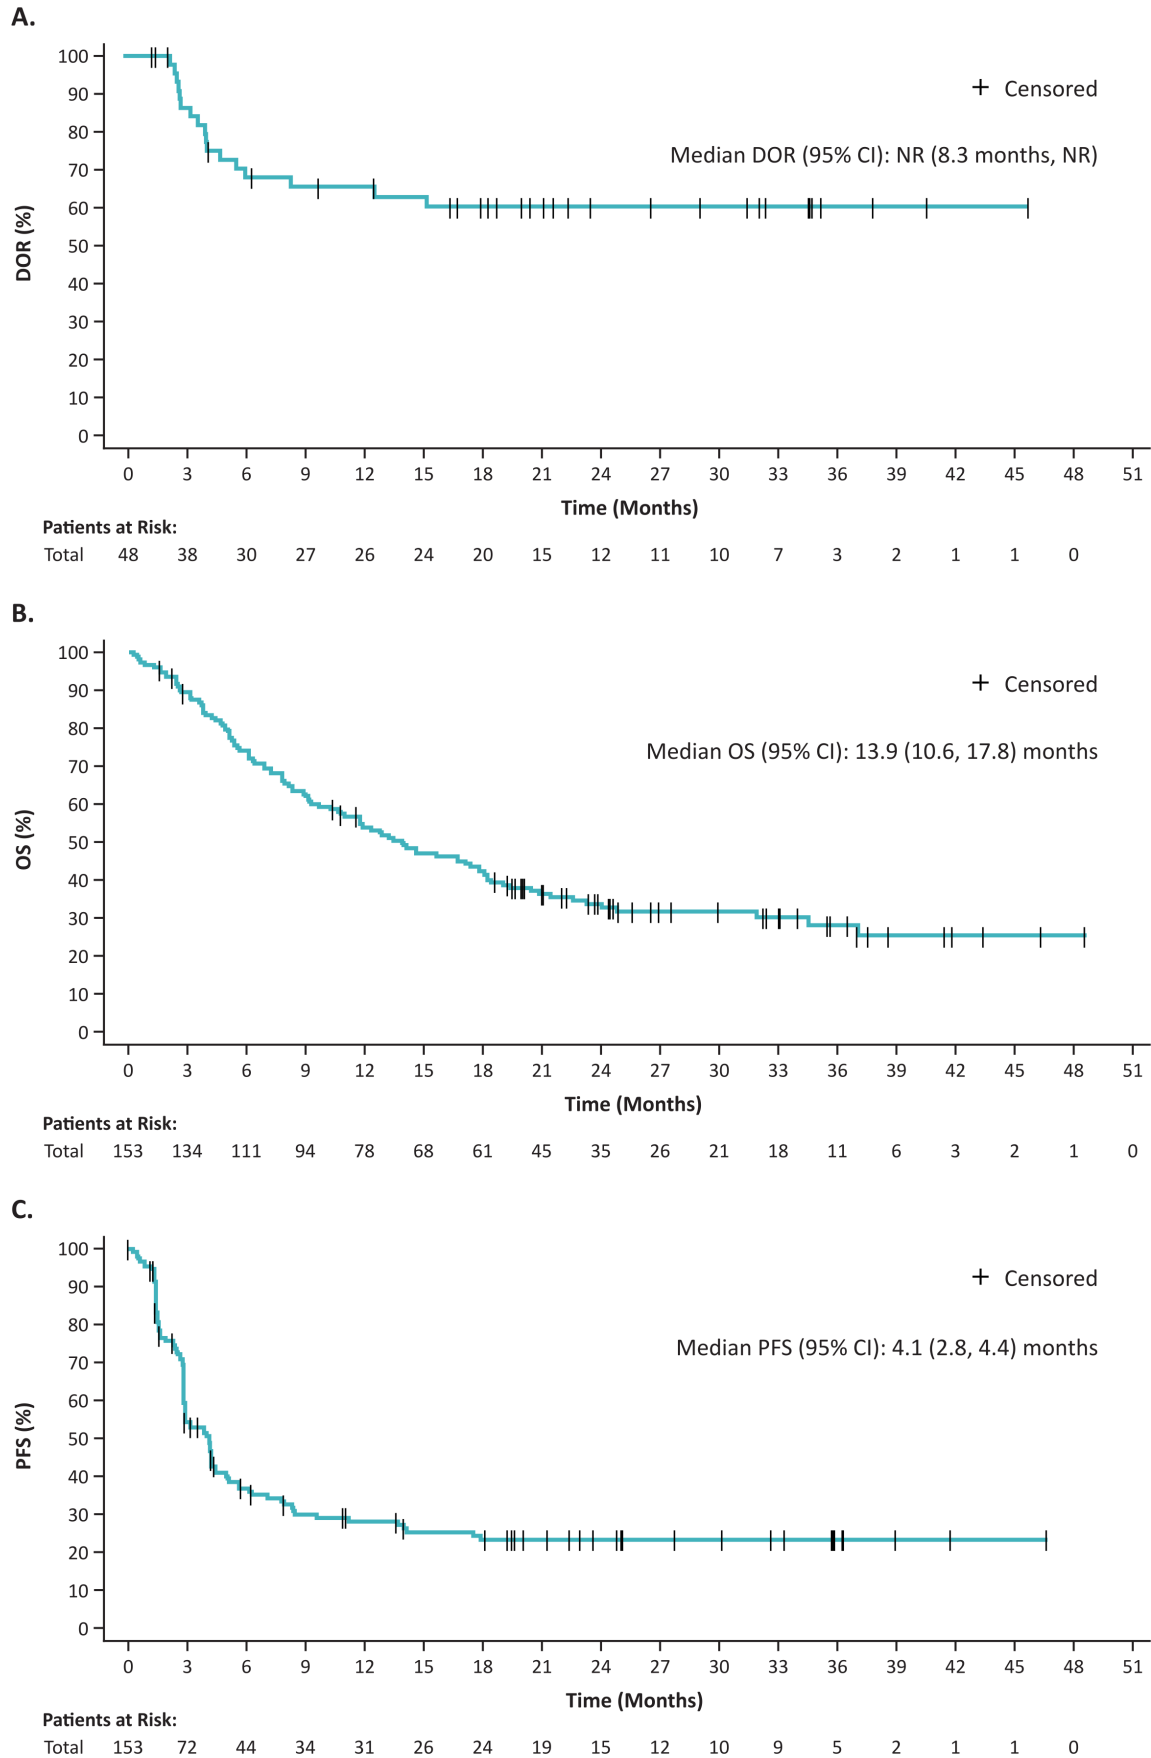 A.
100
+ Censored
90
80
Median DOR (95% CI): NR (8.3 months, NR)
70
60
50
40
30
20
10
0
DOR (%)
0 3 6 9 12 15 18 21 24 27 30 33 36 39 42 45 48 51
Time (Months)
Patients at Risk:
Total 48 38 30 27 26 24 20 15 12 11 10 7 3 2 1 1 0
B.
100
+ Censored
90
80
Median OS (95% CI): 13.9 (10.6, 17.8) months
70
60
50
40
30
20
10
0
OS (%)
0 3 6 9 12 15 18 21 24 27 30 33 36 39 42 45 48 51
Time (Months)
Patients at Risk:
Total 153 134 111 94 78 68 61 45 35 26 21 18 11 6 3 2 1 0
C.
100
+ Censored
90
80
Median PFS (95% CI): 4.1 (2.8, 4.4) months
70
60
50
40
30
20
10
0
PFS (%)
0 3 6 9 12 15 18 21 24 27 30 33 36 39 42 45 48 51
Time (Months)
Patients at Risk:
Total 153 72 44 34 31 26 24 19 15 12 10 9 5 2 1 1 0